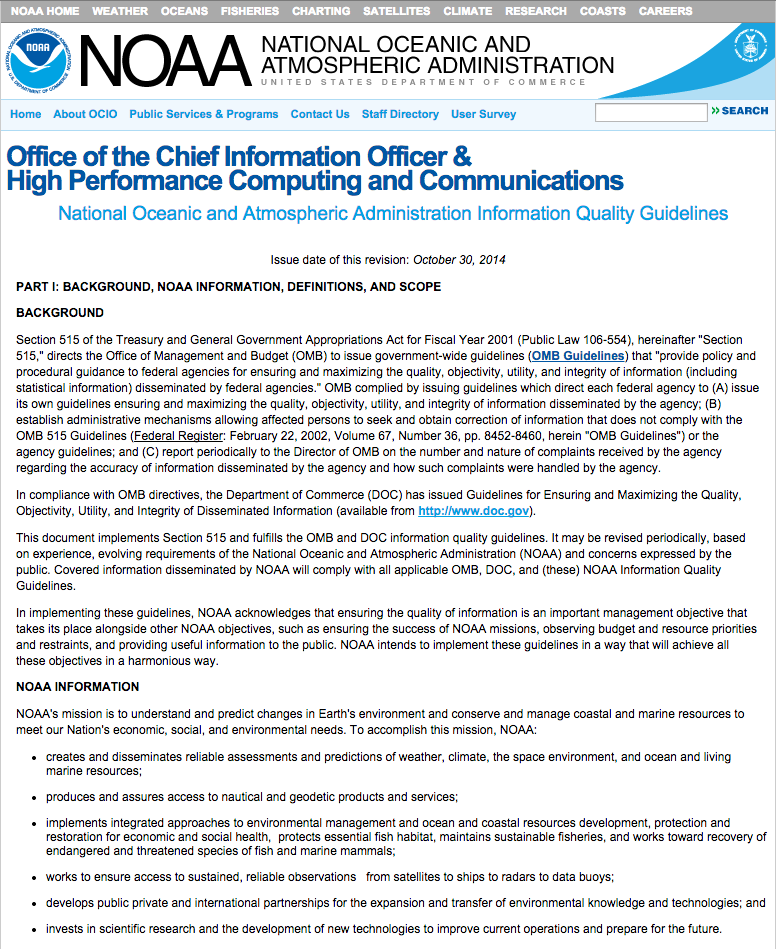 NOAA HOME WEATHER OCEANS FISHERIES CHARTING SATELLITES CLIMATE RESEARCH COASTS CAREERS
NOAA
NOAA
NATIONAL OCEANIC AND
ATMOSPHERIC ADMINISTRATION
UNITED STATES DEPARTMENT OF COMMERCE
Home About OCIO Public Services & Programs Contact Us Staff Directory User Survey
SEARCH
Office of the Chief Information Officer &
High Performance Computing and Communications
National Oceanic and Atmospheric Administration Information Quality Guidelines
Issue date of this revision: October 30, 2014
PART I: BACKGROUND, NOAA INFORMATION, DEFINITIONS, AND SCOPE
BACKGROUND
Section 515 of the Treasury and General Government Appropriations Act for Fiscal Year 2001 (Public Law 106-554), hereinafter "Section
515," directs the Office of Management and Budget (OMB) to issue government-wide guidelines (OMB Guidelines) that "provide policy and
procedural guidance to federal agencies for ensuring and maximizing the quality, objectivity, utility, and integrity of information (including
statistical information) disseminated by federal agencies." OMB complied by issuing guidelines which direct each federal agency to (A) issue
its own guidelines ensuring and maximizing the quality, objectivity, utility, and integrity of information disseminated by the agency; (B)
establish administrative mechanisms allowing affected persons to seek and obtain correction of information that does not comply with the
OMB 515 Guidelines (Federal Register: February 22, 2002, Volume 67, Number 36, pp. 8452-8460, herein "OMB Guidelines") or the
agency guidelines; and (C) report periodically to the Director of OMB on the number and nature of complaints received by the agency
regarding the accuracy of information disseminated by the agency and how such complaints were handled by the agency.
In compliance with OMB directives, the Department of Commerce (DOC) has issued Guidelines for Ensuring and Maximizing the Quality,
Objectivity, Utility, and Integrity of Disseminated Information (available from http://www.doc.gov).
This document implements Section 515 and fulfills the OMB and DOC information quality guidelines. It may be revised periodically, based
on experience, evolving requirements of the National Oceanic and Atmospheric Administration (NOAA) and concerns expressed by the
public. Covered information disseminated by NOAA will comply with all applicable OMB, DOC, and (these) NOAA Information Quality
Guidelines.
In implementing these guidelines, NOAA acknowledges that ensuring the quality of information is an important management objective that
takes its place alongside other NOAA objectives, such as ensuring the success of NOAA missions, observing budget and resource priorities
and restraints, and providing useful information to the public. NOAA intends to implement these guidelines in a way that will achieve all
these objectives in a harmonious way.
NOAA INFORMATION
NOAA's mission is to understand and predict changes in Earth's environment and conserve and manage coastal and marine resources to
meet our Nation's economic, social, and environmental needs. To accomplish this mission, NOAA:
• creates and disseminates reliable assessments and predictions of weather, climate, the space environment, and ocean and living
marine resources;
• produces and assures access to nautical and geodetic products and services;
• implements integrated approaches to environmental management and ocean and coastal resources development, protection and
restoration for economic and social health, protects essential fish habitat, maintains sustainable fisheries, and works toward recovery of
endangered and threatened species of fish and marine mammals;
• works to ensure access to sustained, reliable observations from satellites to ships to radars to data buoys;
• develops public private and international partnerships for the expansion and transfer of environmental knowledge and technologies; and
• invests in scientific research and the development of new technologies to improve current operations and prepare for the future.